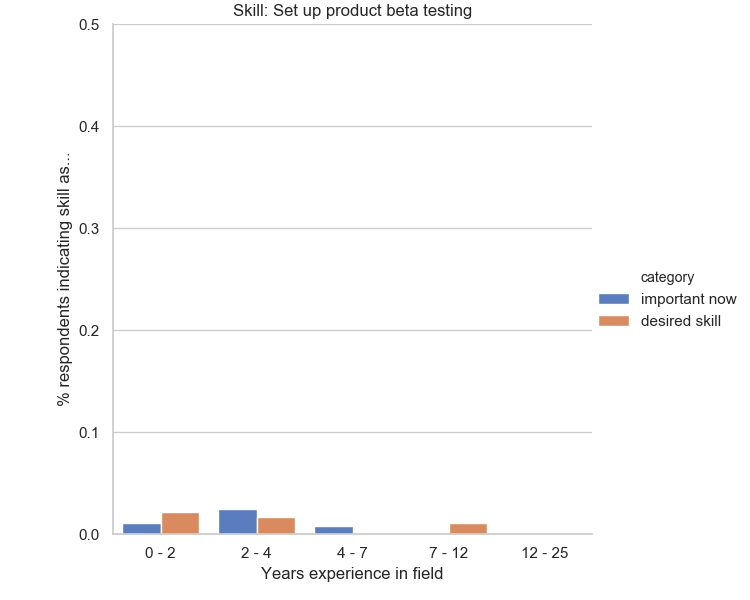 Skill: Set up product beta testing
0.5
0.4
0.3
0.2
0.1
0.0
% respondents indicating skill as...
0 - 2
2 - 4
4 - 7
7 - 12
12 - 25
Years experience in field
category
important now
desired skill